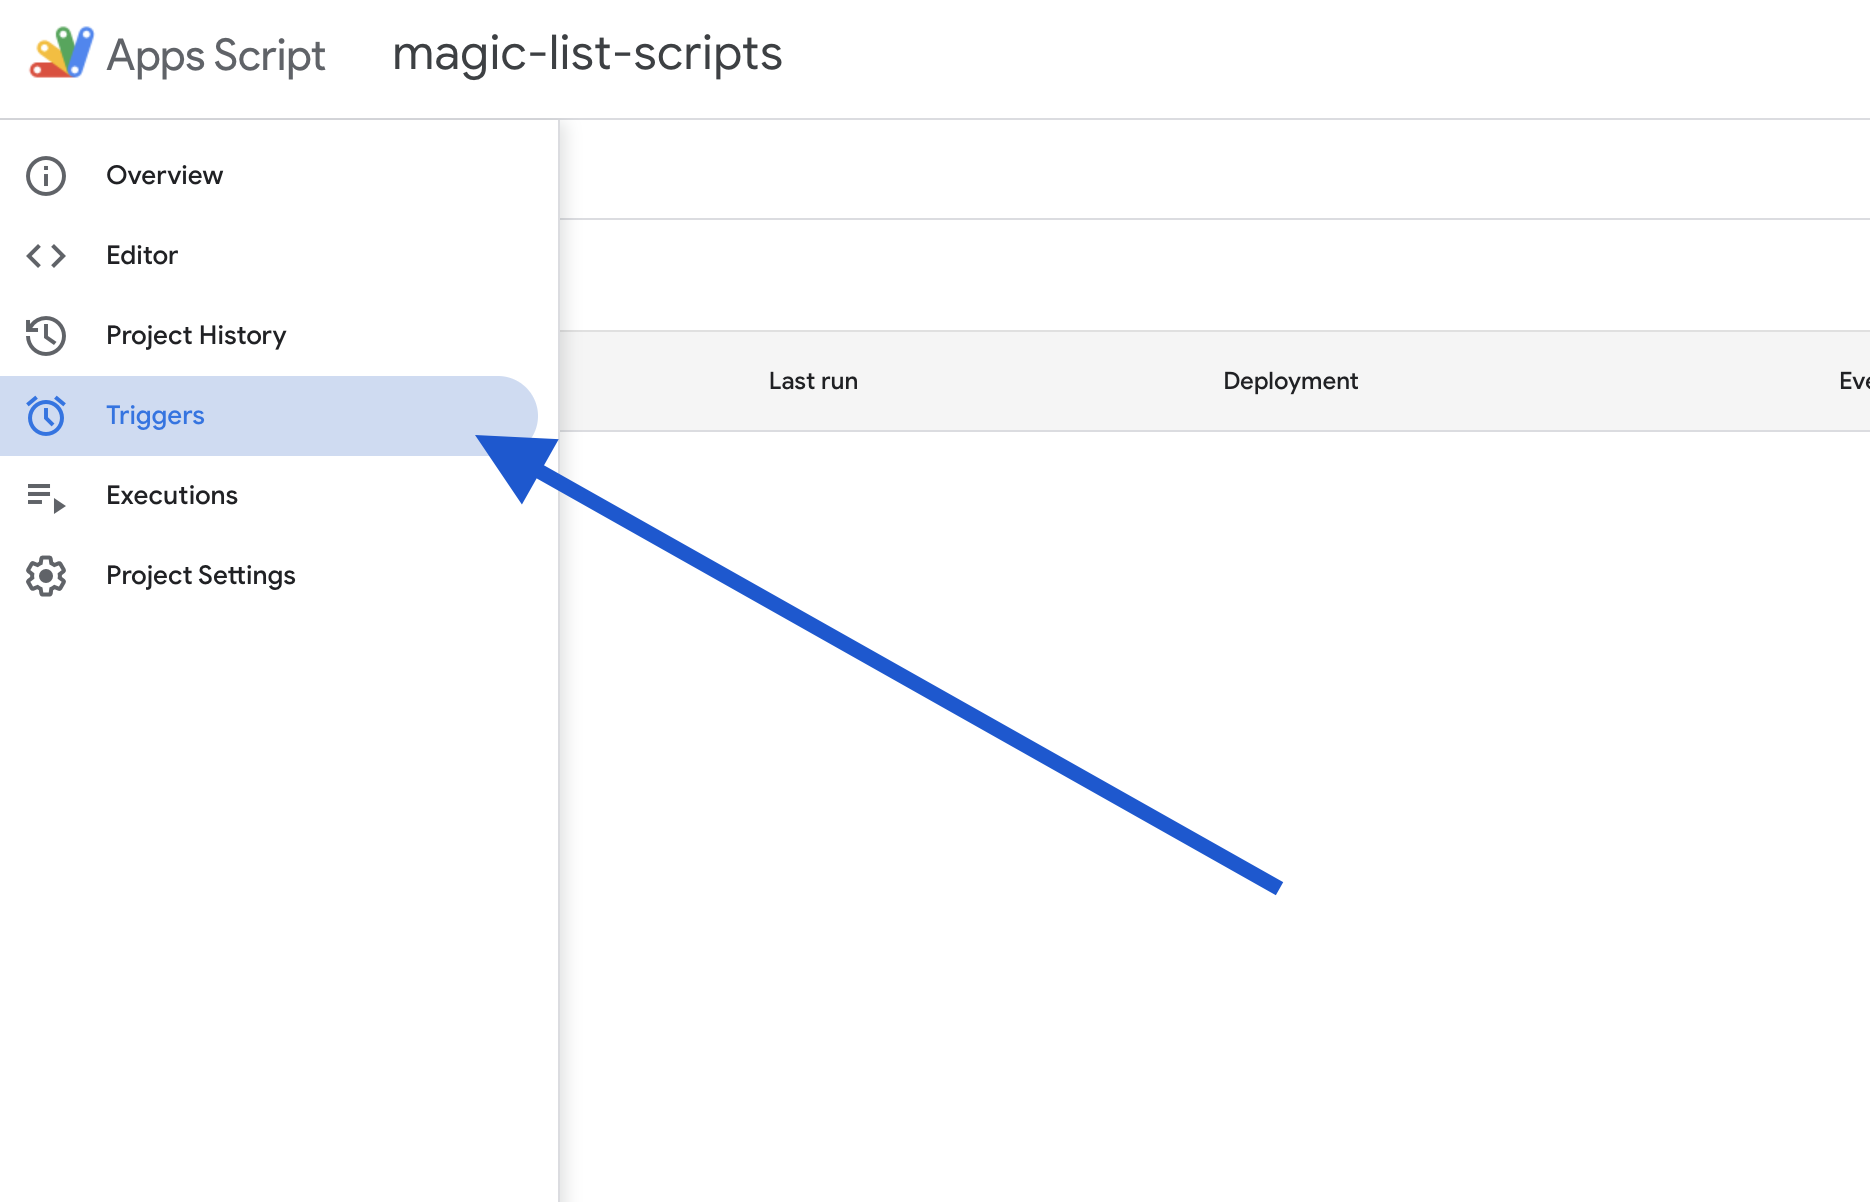 Apps Script
magic-list-scripts
Overview
Editor
Project History
Triggers
Executions
Project Settings
Last run
Deployment
Eve